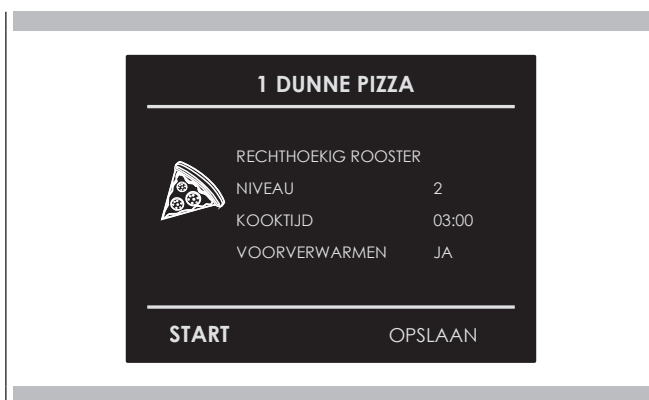 1 DUNNE PIZZA
RECHTHOEKIG ROOSTER
NIVEAU 2
KOOKTIJD 03:00
VOORVERWARMEN JA
START OPSLAAN